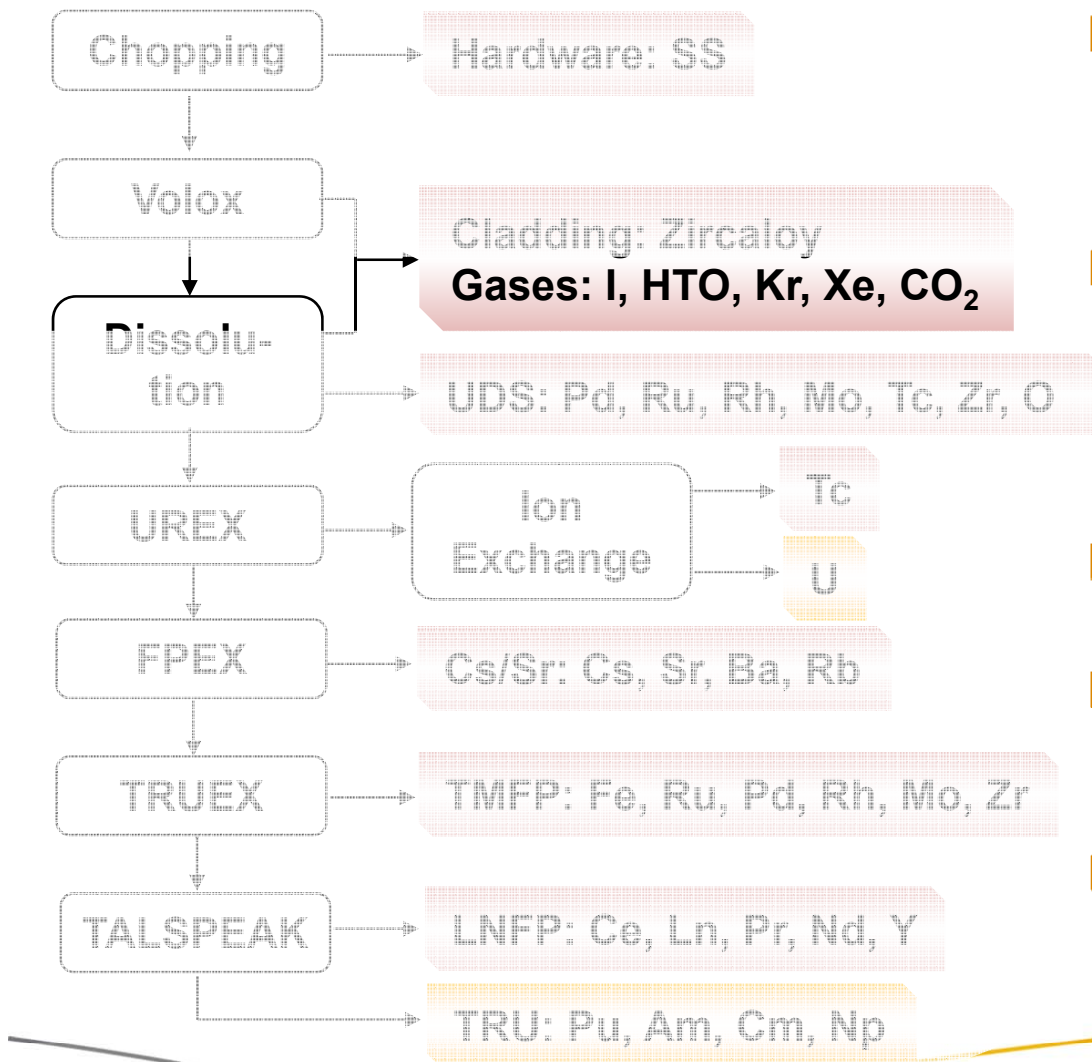 Chopping
Hardware: SS
Volox
Cladding: Zircaloy
Gases: I, HTO, Kr, Xe, CO₂
Dissolu-
tion
UDS: Pd, Ru, Rh, Mo, Tc, Zr, O
UREX
Ion
Exchange
Tc
U
FPEX
Cs/Sr: Cs, Sr, Ba, Rb
TRUEX
TMFP: Fe, Ru, Pd, Rh, Mo, Zr
TALSPEAK
LNFP: Ce, Ln, Pr, Nd, Y
TRU: Pu, Am, Cm, Np